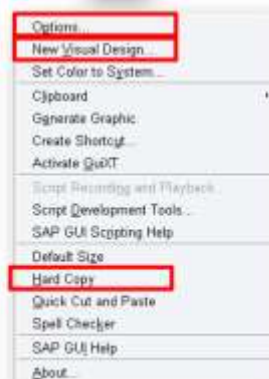 Options...
New Visual Design...
Set Color to System...
Clipboard
Generate Graphic
Create Shortcut...
Activate GuiXT
Script Recording and Playback...
Script Development Tools...
SAP GUI Scripting Help
Default Size
Hard Copy
Quick Cut and Paste
Spell Checker
SAP GUI Help
About...